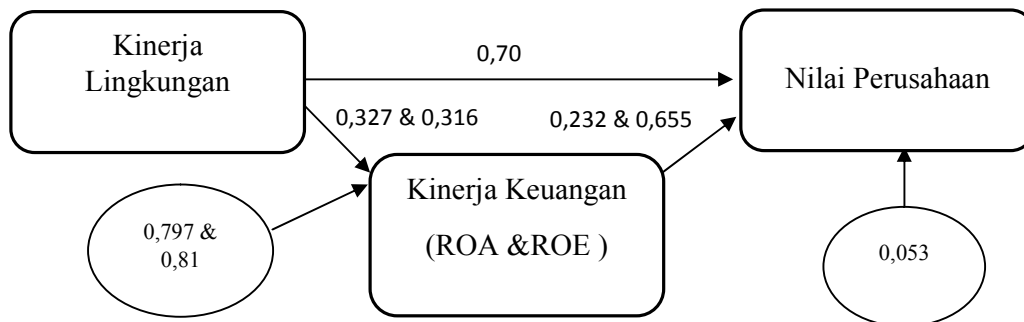 Kinerja
Lingkungan
0,70
Nilai Perusahaan
0,327 & 0,316
0,232 & 0,655
Kinerja Keuangan
(ROA &ROE )
0,797 &
0,81
0,053